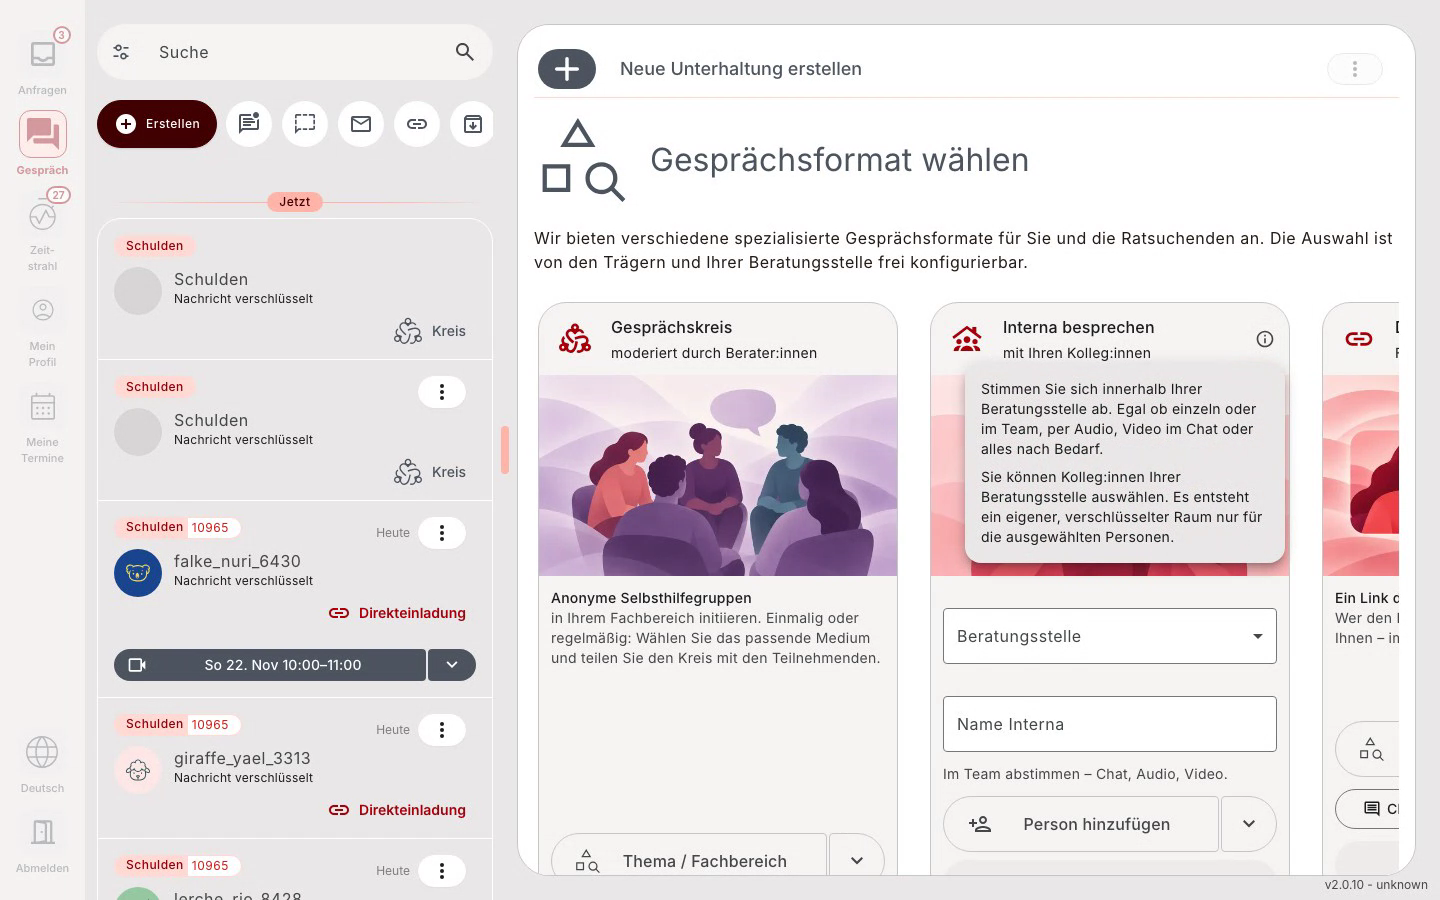 3
Anfragen
Gespräch
27
Zeit-
strahl
Mein
Profil
Meine
Termine
Deutsch
Abmelden
Suche
Erstellen
Jetzt
Schulden
Schulden
Nachricht verschlüsselt
Kreis
Schulden
Schulden
Nachricht verschlüsselt
Kreis
Schulden 10965
Heute
falke_nuri_6430
Nachricht verschlüsselt
Direkteinladung
So 22. Nov 10:00–11:00
Schulden 10965
Heute
giraffe_yael_3313
Nachricht verschlüsselt
Direkteinladung
Schulden 10965
Heute
lerche_rio_8428
Neue Unterhaltung erstellen
Gesprächsformat wählen
Wir bieten verschiedene spezialisierte Gesprächsformate für Sie und die Ratsuchenden an. Die Auswahl ist
von den Trägern und Ihrer Beratungsstelle frei konfigurierbar.
Gesprächskreis
moderiert durch Berater:innen
Anonyme Selbsthilfegruppen
in Ihrem Fachbereich initiieren. Einmalig oder
regelmäßig: Wählen Sie das passende Medium
und teilen Sie den Kreis mit den Teilnehmenden.
Thema / Fachbereich
Interna besprechen
mit Ihren Kolleg:innen
Stimmen Sie sich innerhalb Ihrer
Beratungsstelle ab. Egal ob einzeln oder
im Team, per Audio, Video im Chat oder
alles nach Bedarf.
Sie können Kolleg:innen Ihrer
Beratungsstelle auswählen. Es entsteht
ein eigener, verschlüsselter Raum nur für
die ausgewählten Personen.
Beratungsstelle
Name Interna
Im Team abstimmen – Chat, Audio, Video.
Person hinzufügen
Ein Link
Wer den
Ihnen –
v2.0.10 - unknown